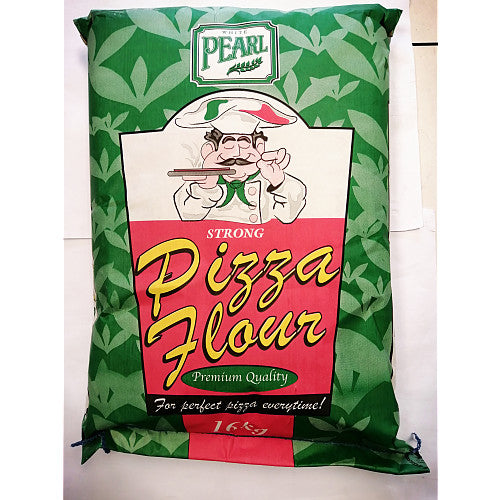 WHITE
PEARL
STRONG
Pizza
Flour
Premium Quality
For perfect pizza everytime!
16kg